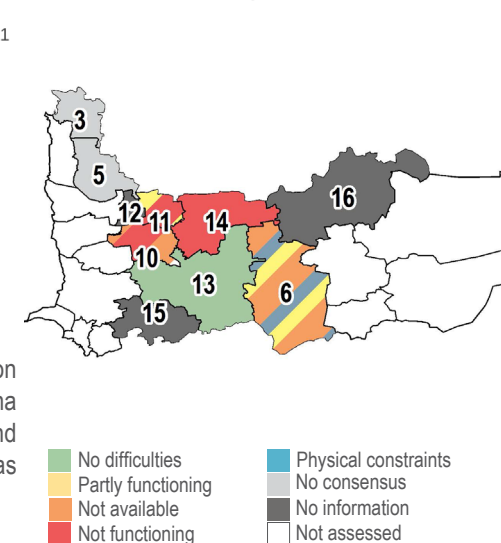 1
3
5
12
11
14
16
10
13
6
15
on
na
nd
as
No difficulties
Partly functioning
Not available
Not functioning
Physical constraints
No consensus
No information
Not assessed